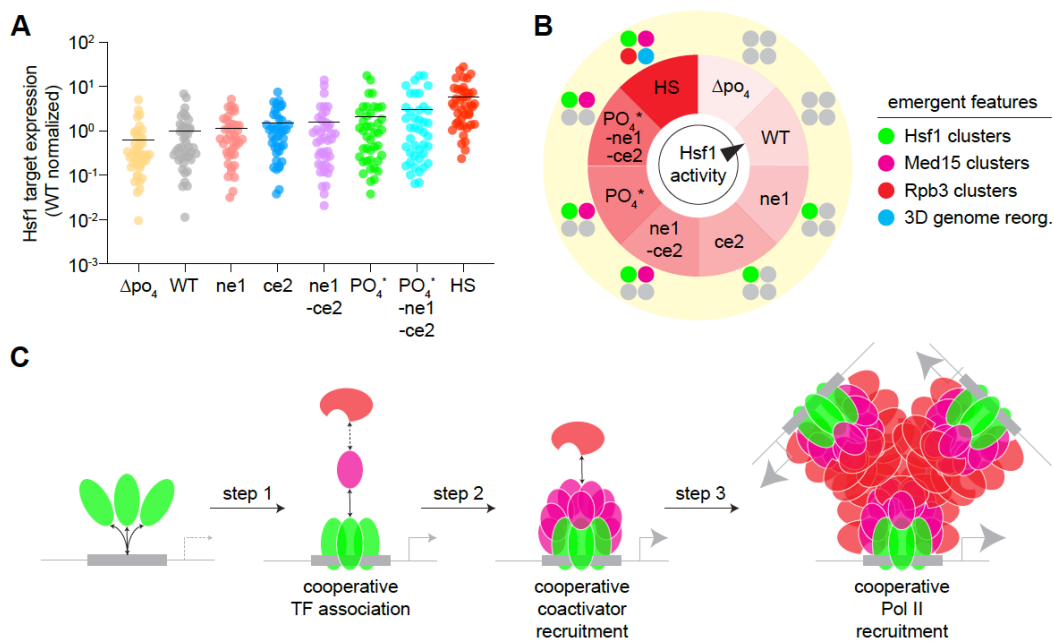 A
Hsf1 target expression
(WT normalized)
10²
10¹
10⁰
10⁻¹
10⁻²
10⁻³
Δpo₄
WT
ne1
ce2
ne1
-ce2
PO₄*
PO₄*
-ne1
-ce2
HS
B
HS
Δpo₄
WT
ne1
ce2
ne1
-ce2
PO₄*
PO₄*
-ne1
-ce2
Hsf1
activity
emergent features
Hsf1 clusters
Med15 clusters
Rpb3 clusters
3D genome reorg.
C
step 1
step 2
step 3
cooperative
TF association
cooperative
coactivator
recruitment
cooperative
Pol II
recruitment